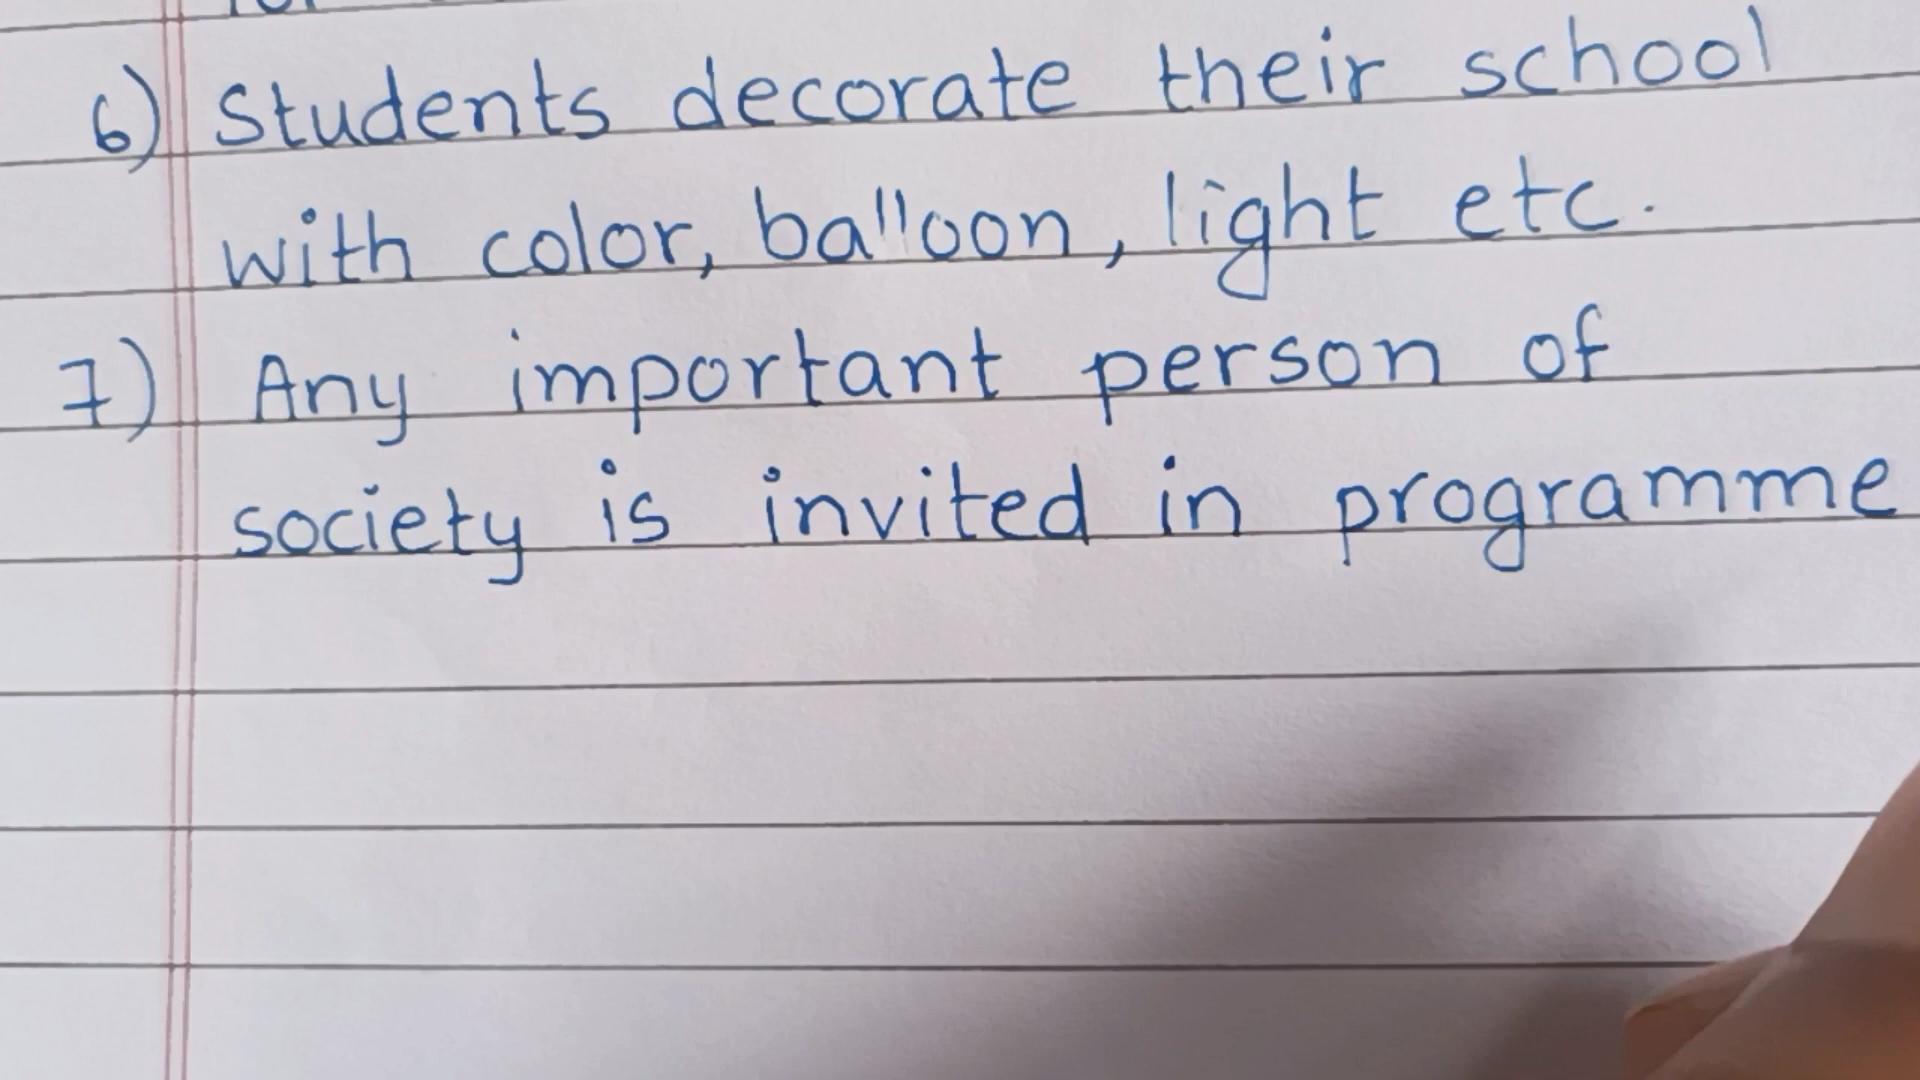 6) Students decorate their school
with color, balloon, light etc.
7) Any important person of
society is invited in programme